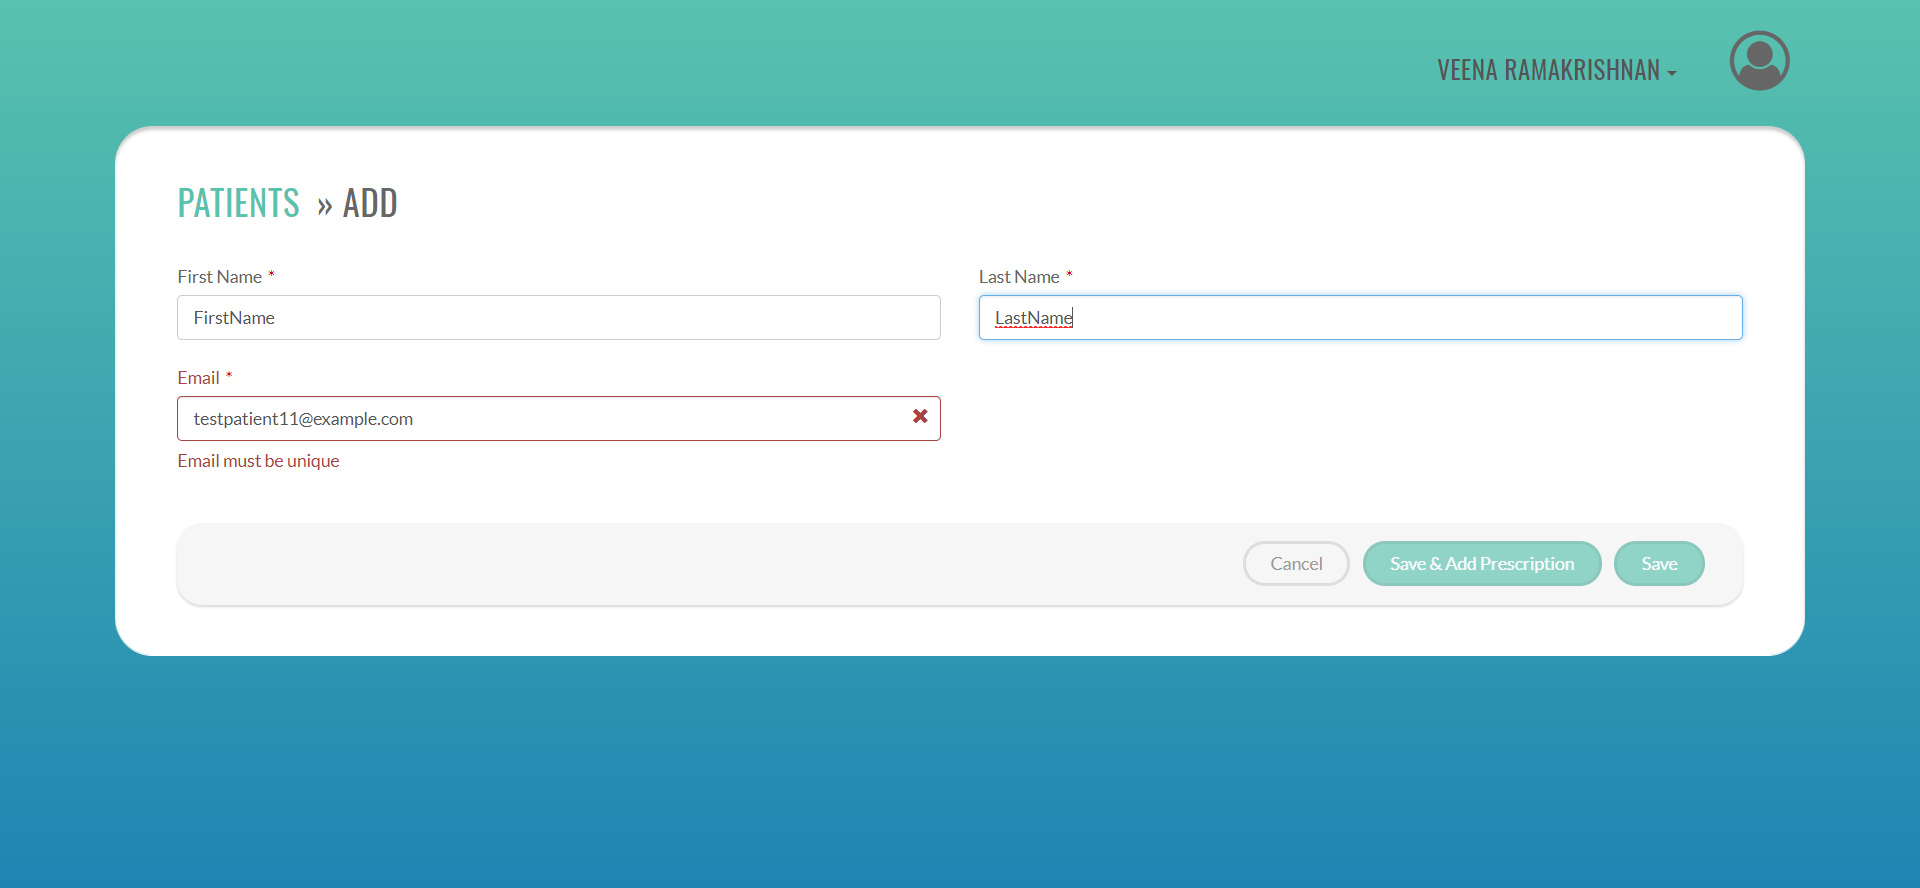 VEENA RAMAKRISHNAN
PATIENTS » ADD
First Name *
Last Name *
FirstName
LastName
Email *
testpatient11@example.com
Email must be unique
Cancel
Save & Add Prescription
Save